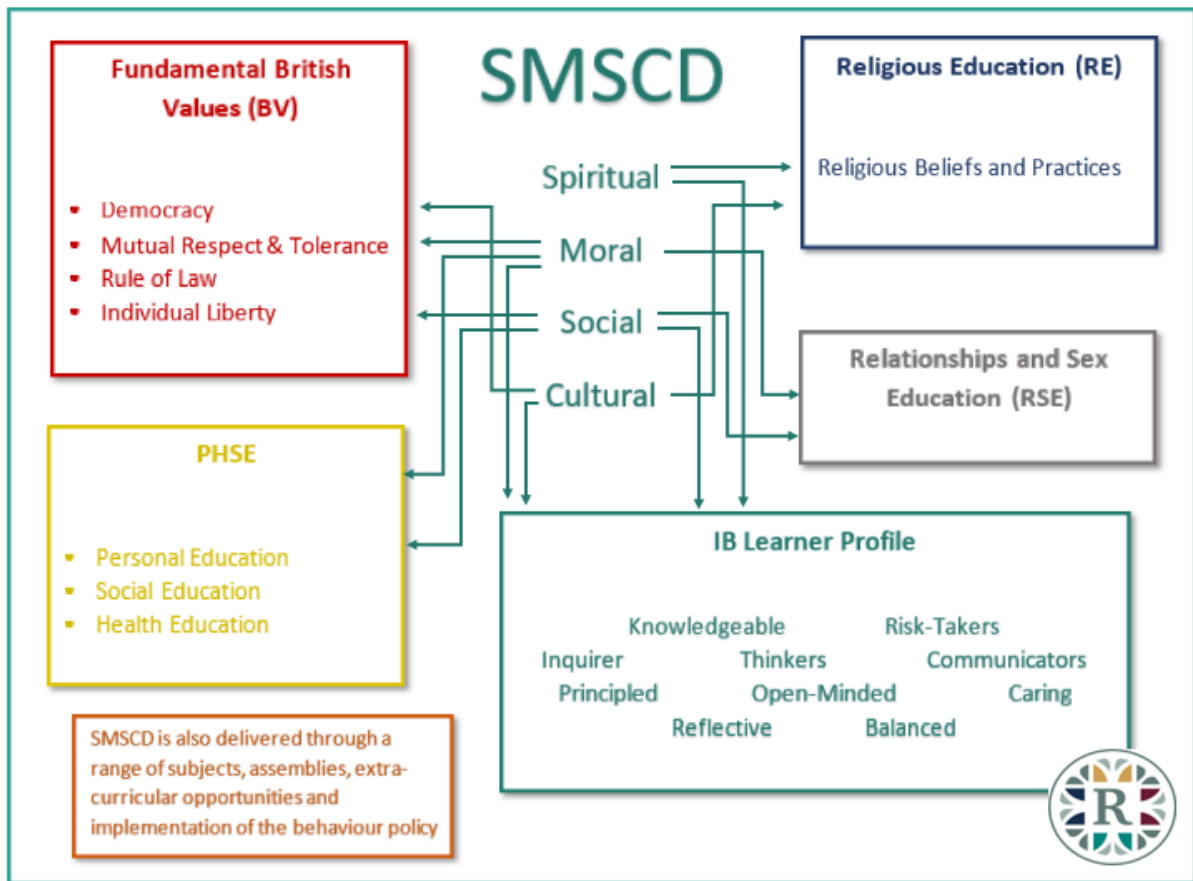 SMSCD
Fundamental British
Values (BV)
• Democracy
• Mutual Respect & Tolerance
• Rule of Law
• Individual Liberty
Spiritual
Moral
Social
Cultural
Religious Education (RE)
Religious Beliefs and Practices
Relationships and Sex
Education (RSE)
PHSE
• Personal Education
• Social Education
• Health Education
IB Learner Profile
Knowledgeable Risk-Takers
Inquirer Thinkers Communicators
Principled Open-Minded Caring
Reflective Balanced
SMSCD is also delivered through a
range of subjects, assemblies, extra-
curricular opportunities and
implementation of the behaviour policy
R